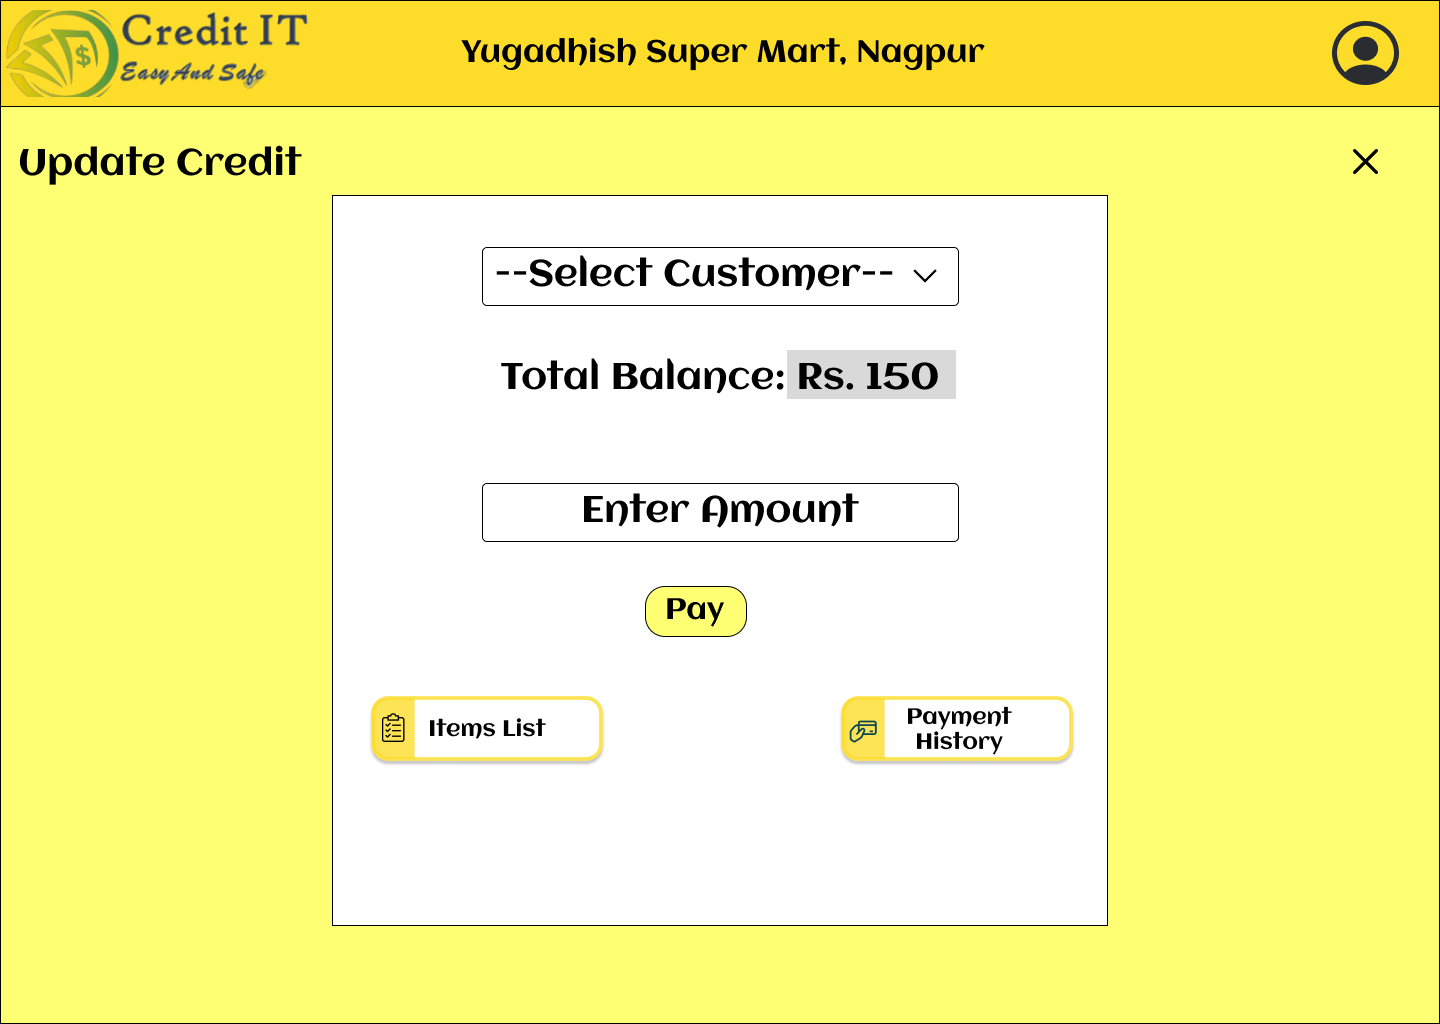 Credit IT
Easy And Safe
$
Yugadhish Super Mart, Nagpur
Update Credit
--Select Customer--
Total Balance: Rs. 150
Enter Amount
Pay
Items List
Payment
History